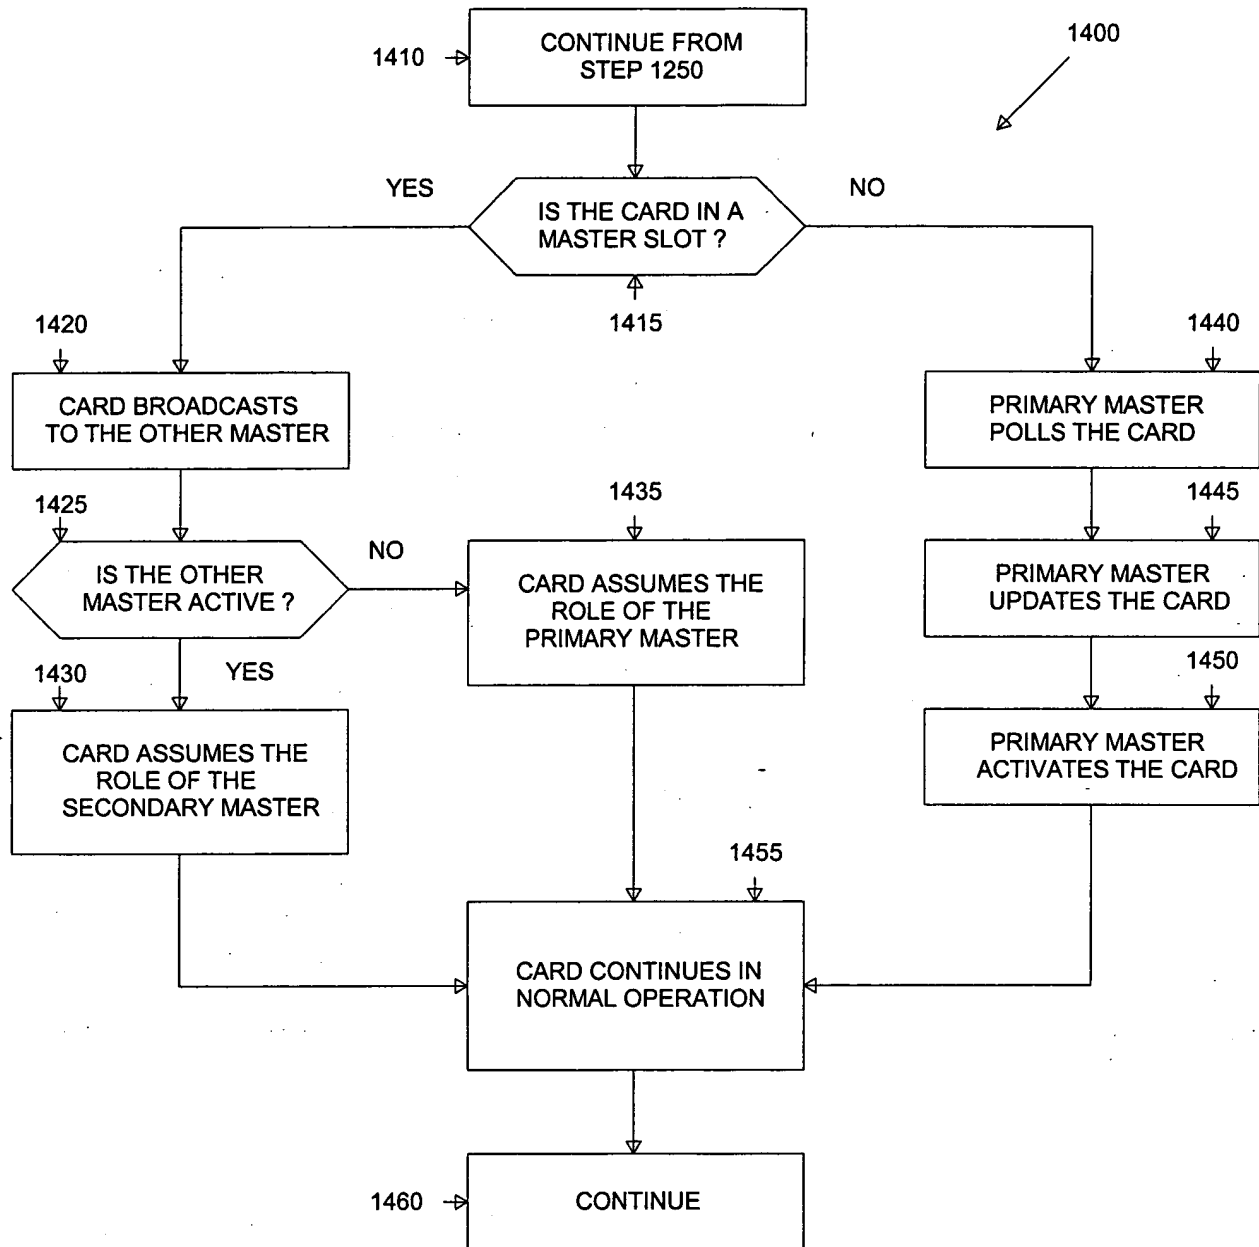 1410
CONTINUE FROM
STEP 1250
1400
YES
IS THE CARD IN A
MASTER SLOT ?
NO
1415
1420
1440
CARD BROADCASTS
TO THE OTHER MASTER
PRIMARY MASTER
POLLS THE CARD
1425
1435
1445
IS THE OTHER
MASTER ACTIVE ?
NO
CARD ASSUMES THE
ROLE OF THE
PRIMARY MASTER
PRIMARY MASTER
UPDATES THE CARD
1430
YES
1450
CARD ASSUMES THE
ROLE OF THE
SECONDARY MASTER
PRIMARY MASTER
ACTIVATES THE CARD
1455
CARD CONTINUES IN
NORMAL OPERATION
1460
CONTINUE